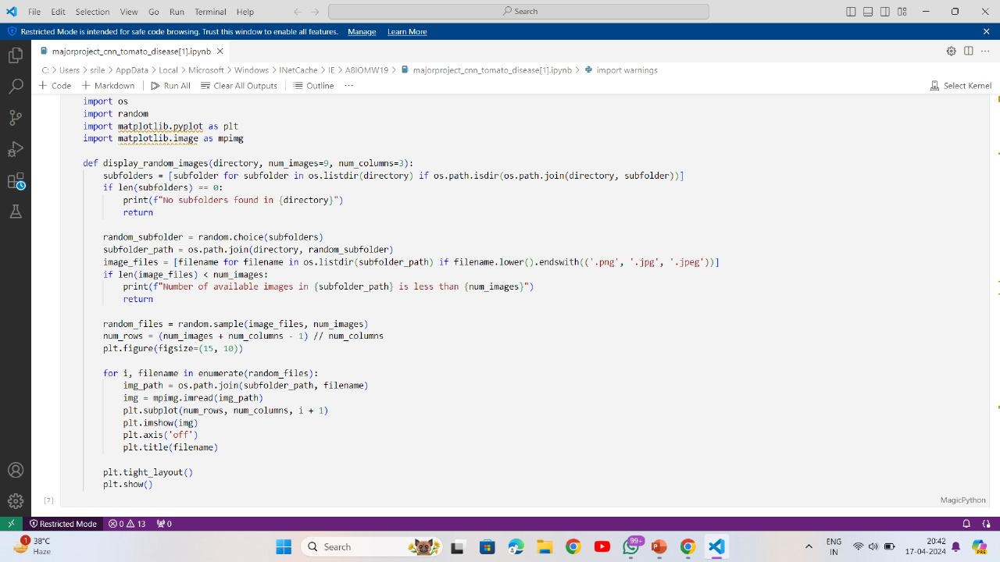 File Edit Selection View Go Run Terminal Help
Search
Restricted Mode is intended for safe code browsing. Trust this window to enable all features. Manage Learn More
majorproject_cnn_tomato_disease[1].ipynb
C: > Users > srile > AppData > Local > Microsoft > Windows > INetCache > IE > A8IOMW19 > majorproject_cnn_tomato_disease[1].ipynb > import warnings
+ Code + Markdown Run All Clear All Outputs Outline ... Select Kernel
import os
import random
import matplotlib.pyplot as plt
import matplotlib.image as mpimg
def display_random_images(directory, num_images=9, num_columns=3):
subfolders = [subfolder for subfolder in os.listdir(directory) if os.path.isdir(os.path.join(directory, subfolder))]
if len(subfolders) == 0:
print(f"No subfolders found in {directory}")
return
random_subfolder = random.choice(subfolders)
subfolder_path = os.path.join(directory, random_subfolder)
image_files = [filename for filename in os.listdir(subfolder_path) if filename.lower().endswith(('.png', '.jpg', '.jpeg'))]
if len(image_files) < num_images:
print(f"Number of available images in {subfolder_path} is less than {num_images}")
return
random_files = random.sample(image_files, num_images)
num_rows = (num_images + num_columns - 1) // num_columns
plt.figure(figsize=(15, 10))
for i, filename in enumerate(random_files):
img_path = os.path.join(subfolder_path, filename)
img = mpimg.imread(img_path)
plt.subplot(num_rows, num_columns, i + 1)
plt.imshow(img)
plt.axis('off')
plt.title(filename)
plt.tight_layout()
plt.show()
[7] MagicPython
Restricted Mode 0 13 0
1 38°C
Haze
Search
99+
ENG
IN
20:42
17-04-2024
PRE